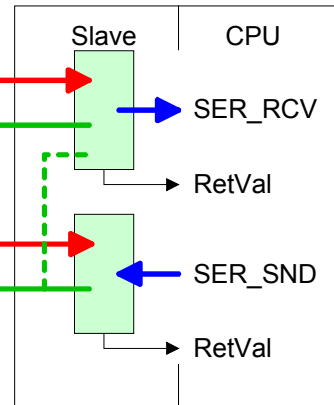 Slave CPU
SER_RCV
RetVal
SER_SND
RetVal